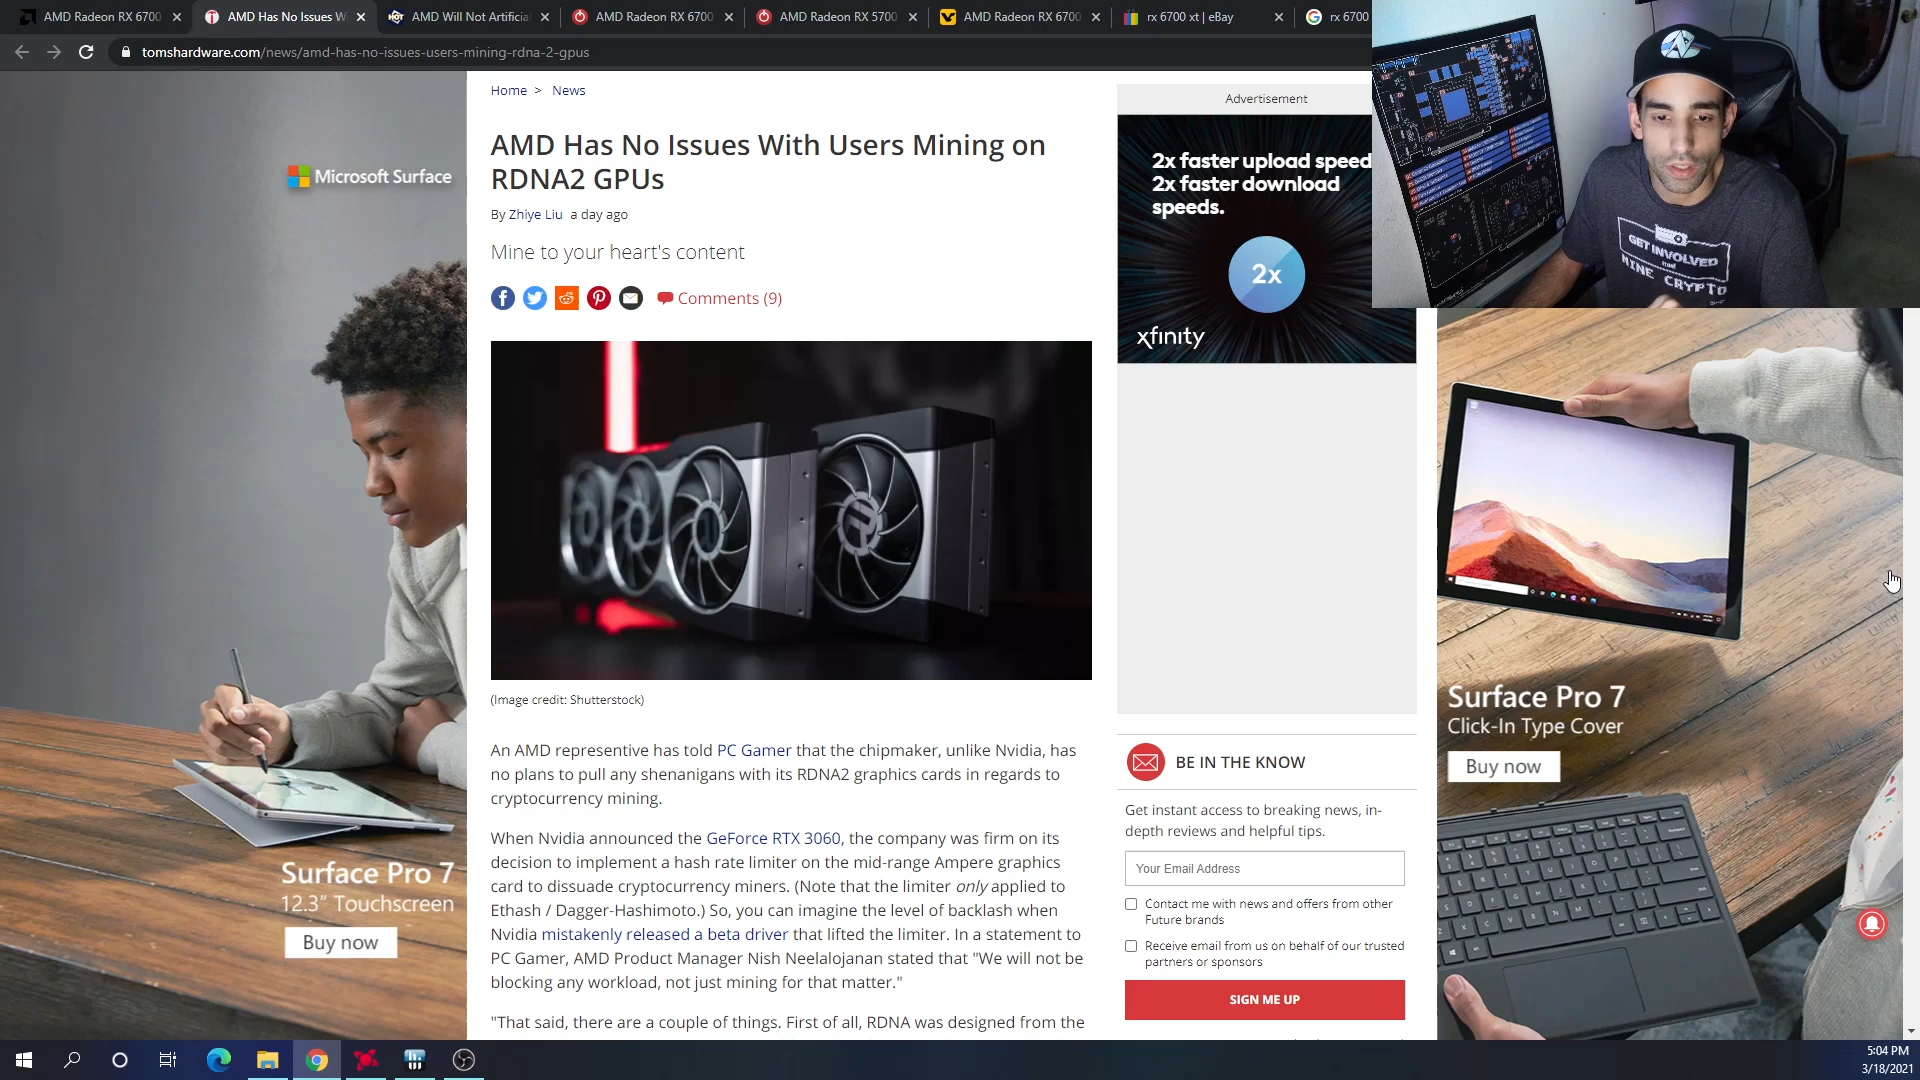 AMD Radeon RX 6700
AMD Has No Issues W
AMD Will Not Artificia
AMD Radeon RX 6700
AMD Radeon RX 5700
AMD Radeon RX 6700
rx 6700 xt | eBay
rx 6700
tomshardware.com/news/amd-has-no-issues-users-mining-rdna-2-gpus
Home > News
AMD Has No Issues With Users Mining on
RDNA2 GPUs
By Zhiye Liu a day ago
Mine to your heart's content
Comments (9)
(Image credit: Shutterstock)
An AMD representive has told PC Gamer that the chipmaker, unlike Nvidia, has
no plans to pull any shenanigans with its RDNA2 graphics cards in regards to
cryptocurrency mining.
When Nvidia announced the GeForce RTX 3060, the company was firm on its
decision to implement a hash rate limiter on the mid-range Ampere graphics
card to dissuade cryptocurrency miners. (Note that the limiter only applied to
Ethash / Dagger-Hashimoto.) So, you can imagine the level of backlash when
Nvidia mistakenly released a beta driver that lifted the limiter. In a statement to
PC Gamer, AMD Product Manager Nish Neelalojanan stated that "We will not be
blocking any workload, not just mining for that matter."
"That said, there are a couple of things. First of all, RDNA was designed from the
Microsoft Surface
Surface Pro 7
12.3" Touchscreen
Buy now
Advertisement
2x faster upload speed
2x faster download
speeds.
2x
xfinity
BE IN THE KNOW
Get instant access to breaking news, in-
depth reviews and helpful tips.
Your Email Address
Contact me with news and offers from other
Future brands
Receive email from us on behalf of our trusted
partners or sponsors
SIGN ME UP
GET INVOLVED
MINE CRYPTO
Surface Pro 7
Click-In Type Cover
Buy now
5:04 PM
3/18/2021